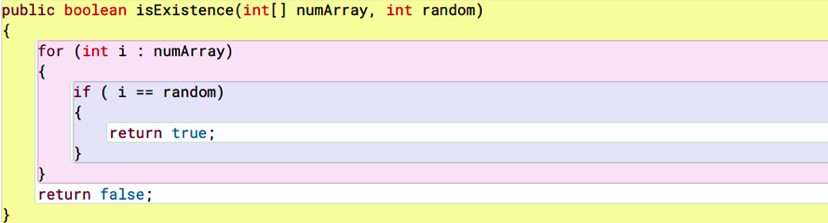 public boolean isExistence(int[] numArray, int random)
{
    for (int i : numArray)
    {
        if ( i == random)
        {
            return true;
        }
    }
    return false;
}